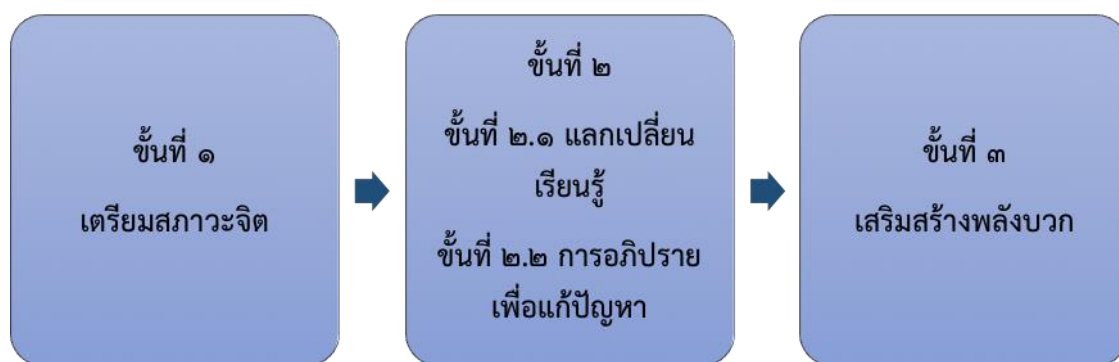 ขั้นที่ ๑
เตรียมสภาวะจิต
ขั้นที่ ๒
ขั้นที่ ๒.๑ แลกเปลี่ยน
เรียนรู้
ขั้นที่ ๒.๒ การอภิปราย
เพื่อแก้ปัญหา
ขั้นที่ ๓
เสริมสร้างพลังบวก